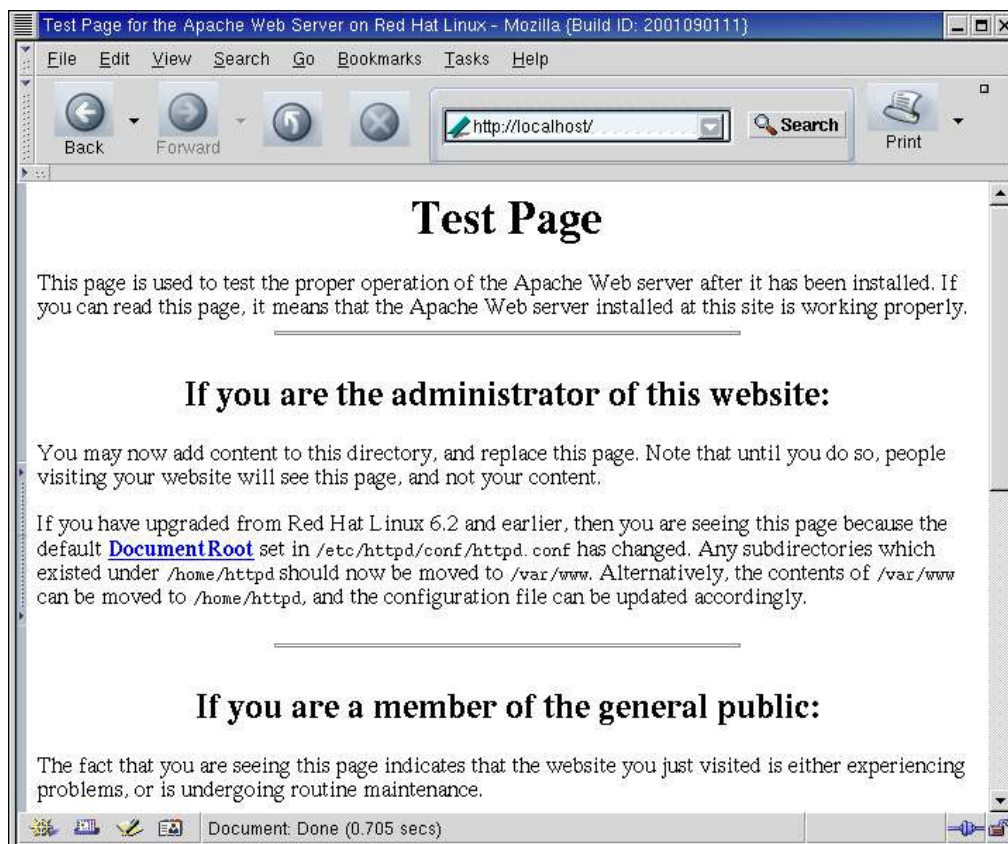 Test Page for the Apache Web Server on Red Hat Linux - Mozilla {Build ID: 2001090111}
File Edit View Search Go Bookmarks Tasks Help
http://localhost/ Search
Back Forward Print
Test Page
This page is used to test the proper operation of the Apache Web server after it has been installed. If
you can read this page, it means that the Apache Web server installed at this site is working properly.
If you are the administrator of this website:
You may now add content to this directory, and replace this page. Note that until you do so, people
visiting your website will see this page, and not your content.
If you have upgraded from Red Hat Linux 6.2 and earlier, then you are seeing this page because the
default DocumentRoot set in /etc/httpd/conf/httpd.conf has changed. Any subdirectories which
existed under /home/httpd should now be moved to /var/www. Alternatively, the contents of /var/www
can be moved to /home/httpd, and the configuration file can be updated accordingly.
If you are a member of the general public:
The fact that you are seeing this page indicates that the website you just visited is either experiencing
problems, or is undergoing routine maintenance.
Document: Done (0.705 secs)